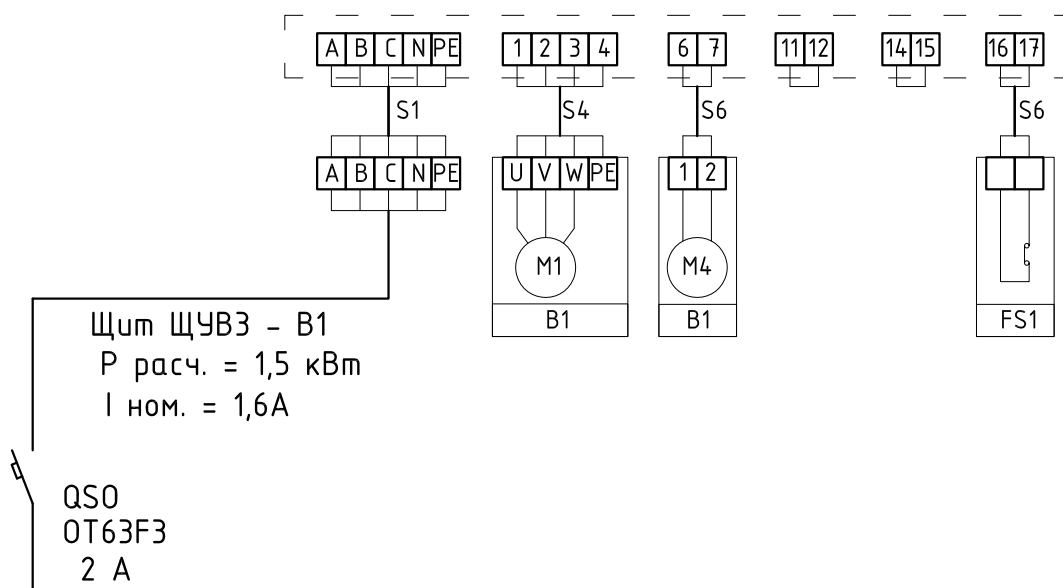 A B C N PE 1 2 3 4 6 7 11 12 14 15 16 17
S1 S4 S6 S6
A B C N PE U V W PE 1 2
M1 M4
B1 B1 FS1
Щит ЩУВЗ - В1
Р расч. = 1,5 кВт
I ном. = 1,6А
QS0
OT63F3
2 А